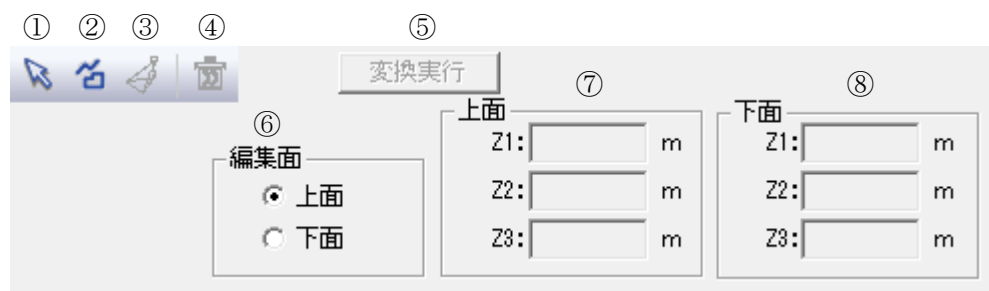 ① ② ③ ④ ⑤
変換実行
⑥ ⑦ ⑧
編集面
上面
下面
上面
Z1: m
Z2: m
Z3: m
下面
Z1: m
Z2: m
Z3: m